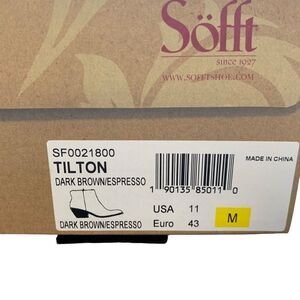 Söfft
since 1927
WWW.SOFFTSHOE.COM
SF0021800
TILTON
DARK BROWN/ESPRESSO
MADE IN CHINA
1 90135 85011 0
DARK BROWN/ESPRESSO
USA 11
Euro 43
M